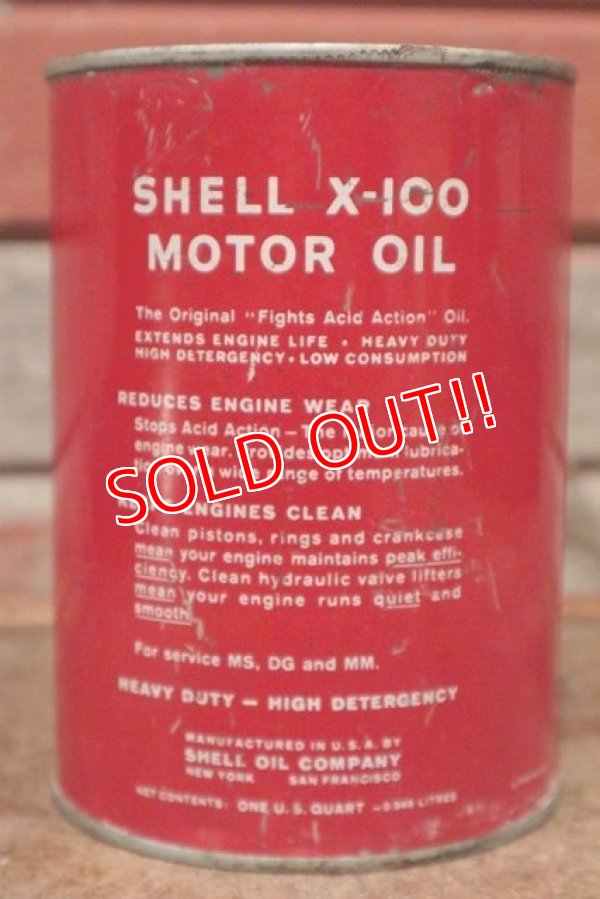 SHELL X-100
MOTOR OIL
The Original "Fights Acid Action" Oil.
EXTENDS ENGINE LIFE • HEAVY DUTY
HIGH DETERGENCY • LOW CONSUMPTION
REDUCES ENGINE WEAR
Stops Acid Action — The
engine wear.
wide range of temperatures.
SOLD OUT!!
ENGINES CLEAN
Clean pistons, rings and crankcase
mean your engine maintains peak effi-
ciency. Clean hydraulic valve lifters
mean your engine runs quiet and
smooth.
For service MS, DG and MM.
HEAVY DUTY — HIGH DETERGENCY
MANUFACTURED IN U.S.A. BY
SHELL OIL COMPANY
NEW YORK SAN FRANCISCO
NET CONTENTS: ONE U.S. QUART — 0.946 LITRES